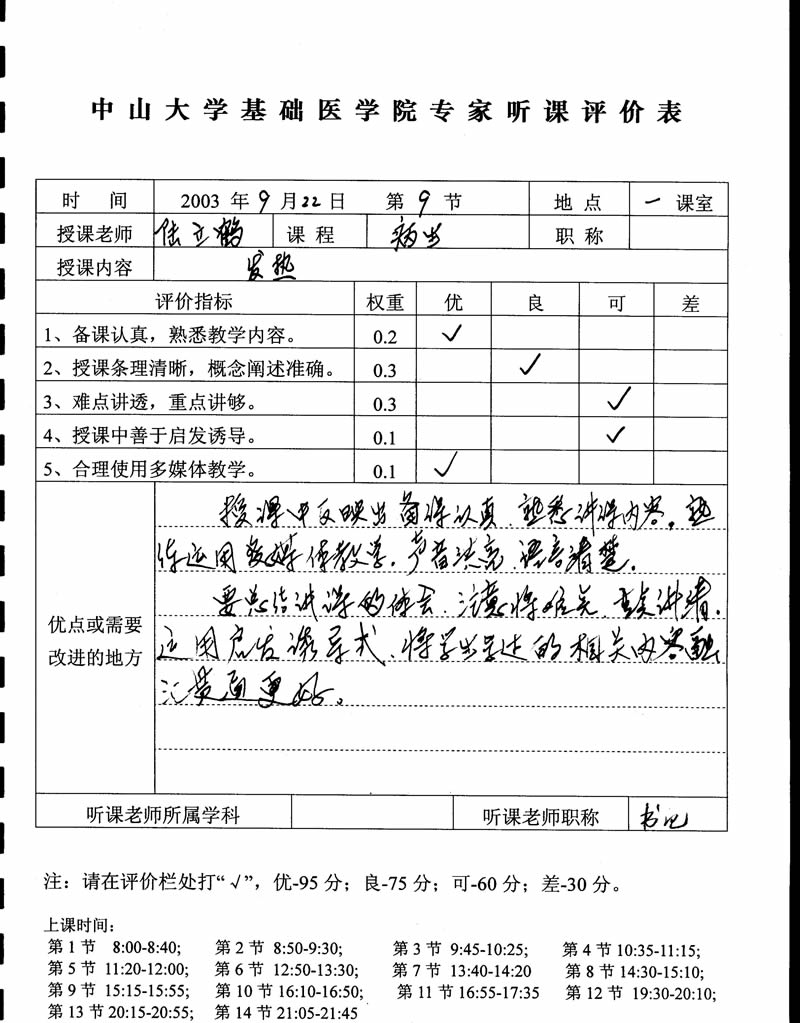 中山大学基础医学院专家听课评价表
时 间 2003 年 9 月 22 日 第 9 节 地 点 一 课室
授课老师 陆立鹤 课 程 病生 职 称
授课内容 发热
评价指标 权重 优 良 可 差
1、备课认真，熟悉教学内容。 0.2 ✓
2、授课条理清晰，概念阐述准确。 0.3 ✓
3、难点讲透，重点讲够。 0.3 ✓
4、授课中善于启发诱导。 0.1 ✓
5、合理使用多媒体教学。 0.1 ✓
优点或需要
改进的地方
授课中反映出备课认真、熟悉讲课内容。熟
练运用多媒体教学，声音洪亮，语言清楚。
要总结讲课的体会，注意将难点、重点讲清，
运用启发诱导式，将学生学过的相关内容融
汇贯通更好。
听课老师所属学科 听课老师职称 书记
注：请在评价栏处打“√”，优-95 分；良-75 分；可-60 分；差-30 分。
上课时间：
第 1 节 8:00-8:40; 第 2 节 8:50-9:30; 第 3 节 9:45-10:25; 第 4 节 10:35-11:15;
第 5 节 11:20-12:00; 第 6 节 12:50-13:30; 第 7 节 13:40-14:20 第 8 节 14:30-15:10;
第 9 节 15:15-15:55; 第 10 节 16:10-16:50; 第 11 节 16:55-17:35 第 12 节 19:30-20:10;
第 13 节 20:15-20:55; 第 14 节 21:05-21:45